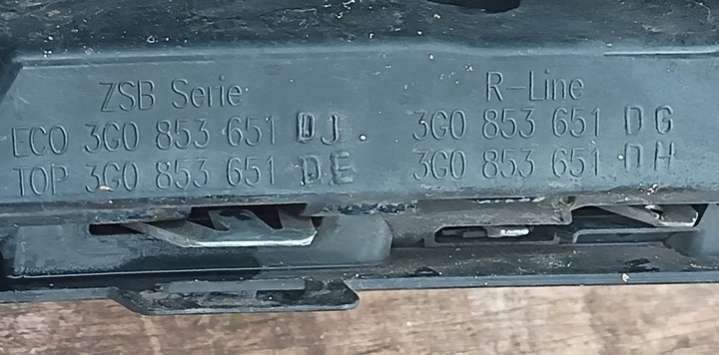 ZSB Serie
ECO 3G0 853 651 DJ
TOP 3G0 853 651 DE
R-Line
3G0 853 651 DG
3G0 853 651 DH